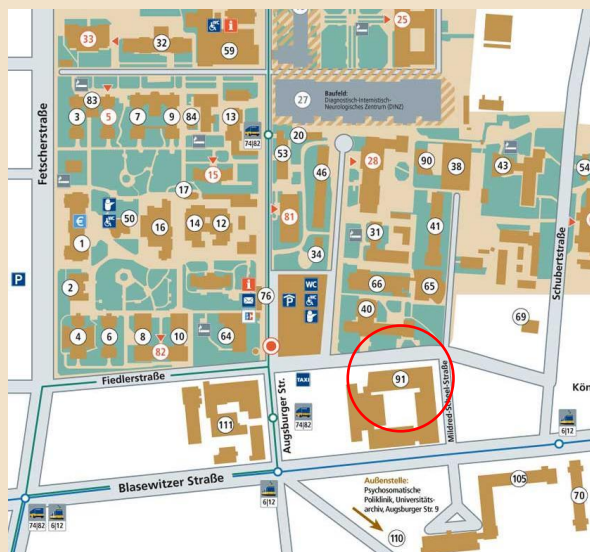 33
32
59
WC
i
25
27
Baufeld:
Diagnostisch-Internistisch-
Neurologisches Zentrum (DINZ)
Fetscherstraße
83
3
5
7
9
84
13
74|82
20
53
46
28
90
38
43
54
15
17
€
50
WC
1
16
14
12
81
34
31
41
Schubertstraße
P
2
76
i
P
WC
WC
66
65
40
69
4
6
8
10
82
64
Fiedlerstraße
TAXI
91
Mildred-Scheel-Straße
Kön
111
Augsburger Str.
74|82
6|12
Blasewitzer Straße
6|12
74|82
6|12
Außenstelle:
Psychosomatische
Poliklinik, Universitäts-
archiv, Augsburger Str. 9
110
105
70